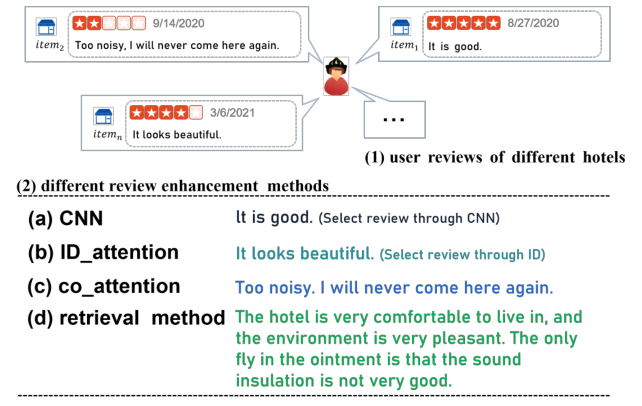 9/14/2020
item2
Too noisy, I will never come here again.
8/27/2020
item1
It is good.
3/6/2021
itemn
It looks beautiful.
...
(1) user reviews of different hotels
(2) different review enhancement methods
(a) CNN
It is good. (Select review through CNN)
(b) ID_attention
It looks beautiful. (Select review through ID)
(c) co_attention
Too noisy. I will never come here again.
(d) retrieval method
The hotel is very comfortable to live in, and
the environment is very pleasant. The only
fly in the ointment is that the sound
insulation is not very good.